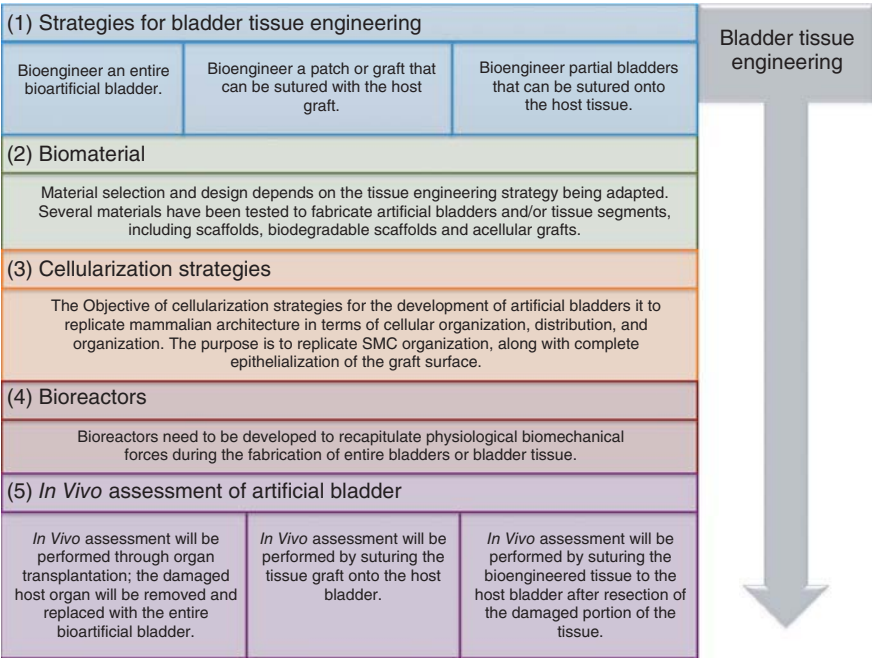 (1) Strategies for bladder tissue engineering
Bioengineer an entire
bioartificial bladder.
Bioengineer a patch or graft that
can be sutured with the host
graft.
Bioengineer partial bladders
that can be sutured onto
the host tissue.
(2) Biomaterial
Material selection and design depends on the tissue engineering strategy being adapted.
Several materials have been tested to fabricate artificial bladders and/or tissue segments,
including scaffolds, biodegradable scaffolds and acellular grafts.
(3) Cellularization strategies
The Objective of cellularization strategies for the development of artificial bladders it to
replicate mammalian architecture in terms of cellular organization, distribution, and
organization. The purpose is to replicate SMC organization, along with complete
epithelialization of the graft surface.
(4) Bioreactors
Bioreactors need to be developed to recapitulate physiological biomechanical
forces during the fabrication of entire bladders or bladder tissue.
(5) In Vivo assessment of artificial bladder
In Vivo assessment will be
performed through organ
transplantation; the damaged
host organ will be removed and
replaced with the entire
bioartificial bladder.
In Vivo assessment will be
performed by suturing the
tissue graft onto the host
bladder.
In Vivo assessment will be
performed by suturing the
bioengineered tissue to the
host bladder after resection of
the damaged portion of the
tissue.
Bladder tissue
engineering